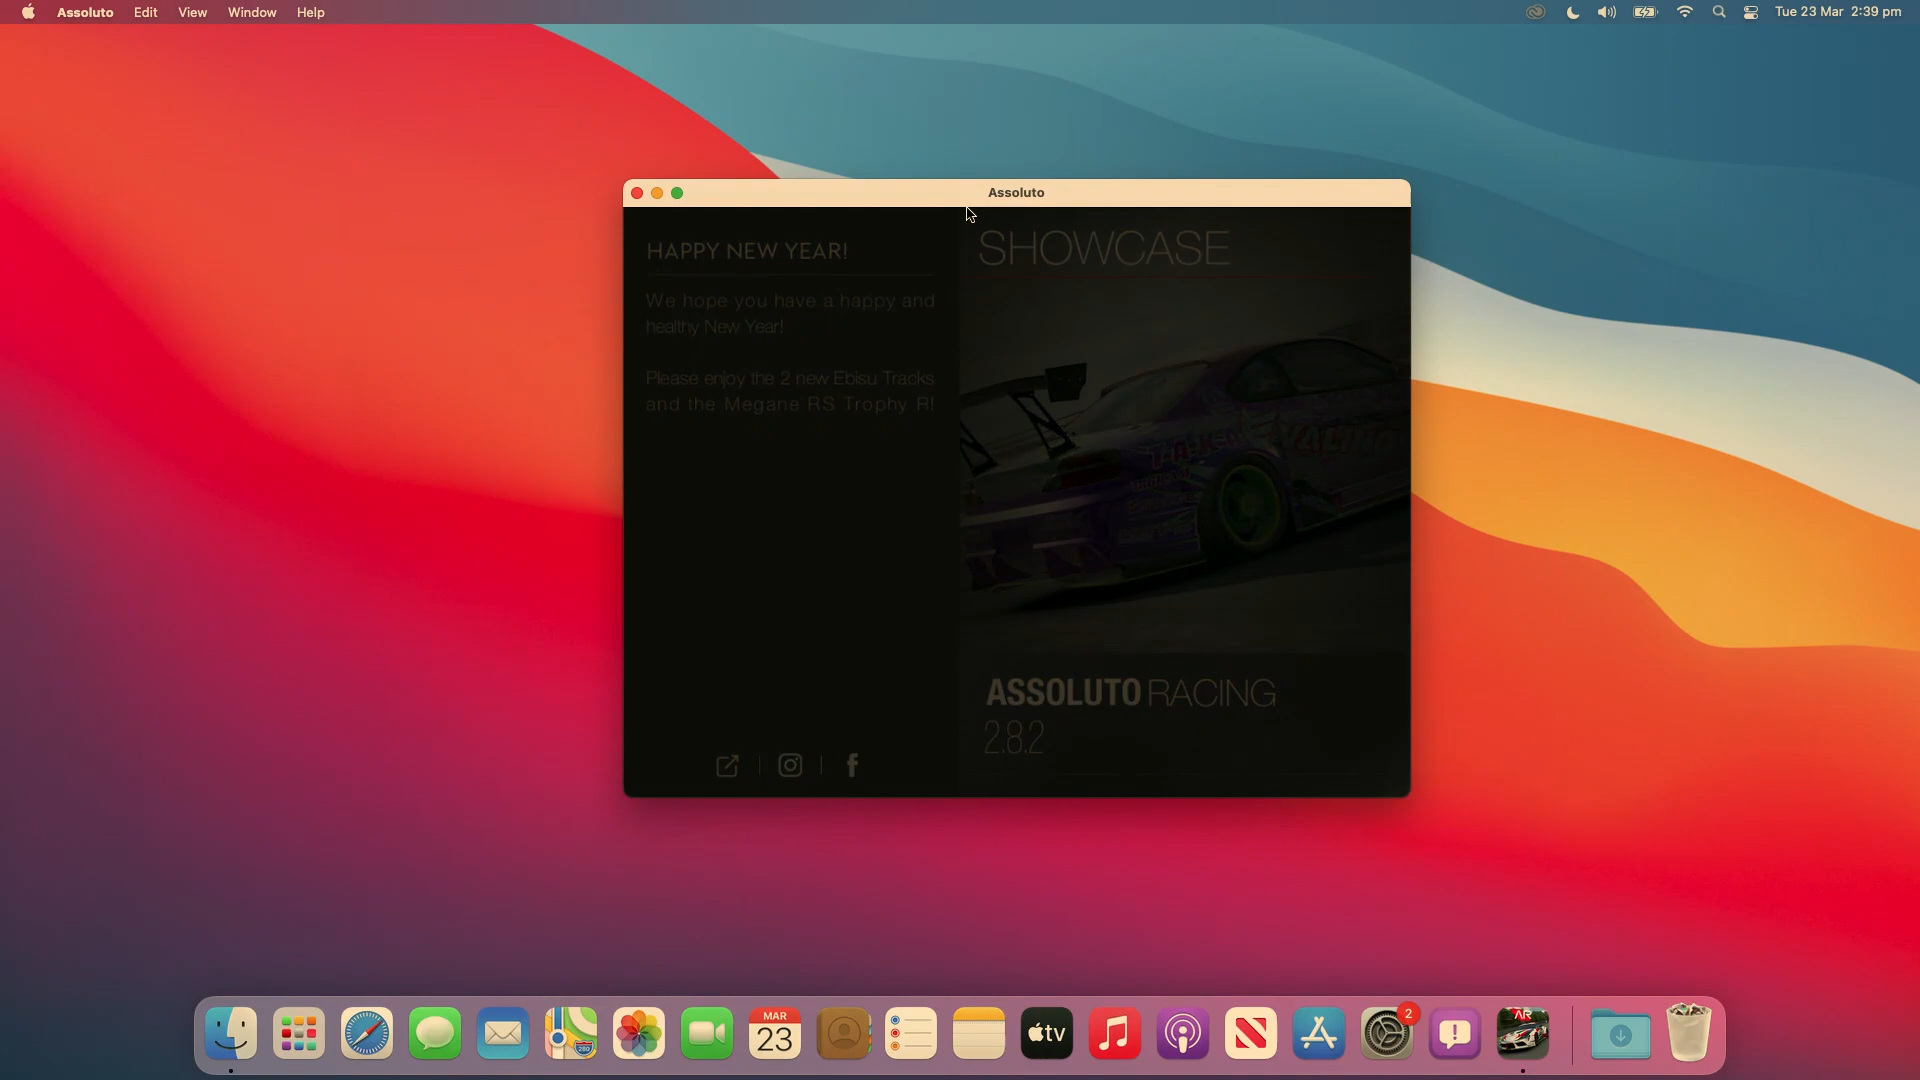 Assoluto Edit View Window Help
Tue 23 Mar 2:39 pm
Assoluto
HAPPY NEW YEAR!
We hope you have a happy and
healthy New Year!
Please enjoy the 2 new Ebisu Tracks
and the Megane RS Trophy R!
SHOWCASE
ASSOLUTO RACING
2.8.2
MAR
23
280
tv
2
AR